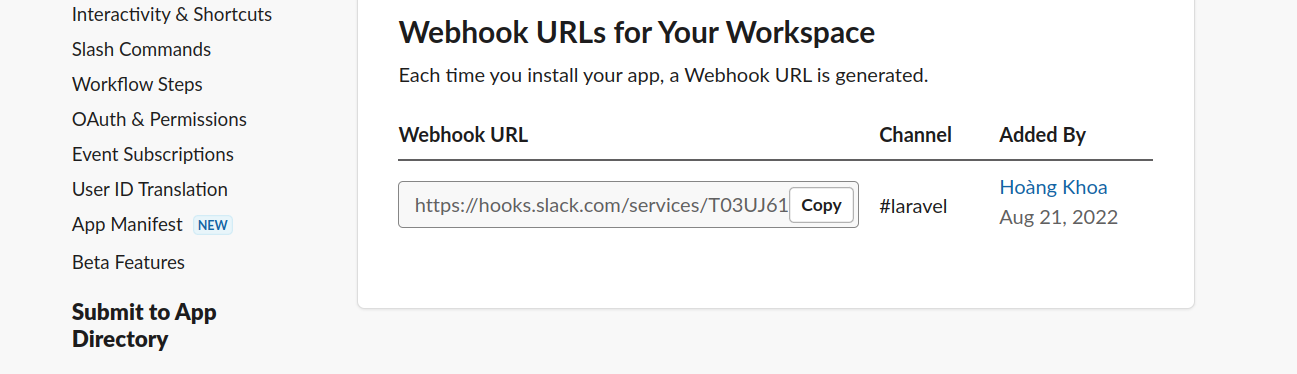 Interactivity & Shortcuts
Slash Commands
Workflow Steps
OAuth & Permissions
Event Subscriptions
User ID Translation
App Manifest NEW
Beta Features
Submit to App
Directory
Webhook URLs for Your Workspace
Each time you install your app, a Webhook URL is generated.
Webhook URL Channel Added By
https://hooks.slack.com/services/T03UJ61 Copy #laravel Hoàng Khoa
Aug 21, 2022